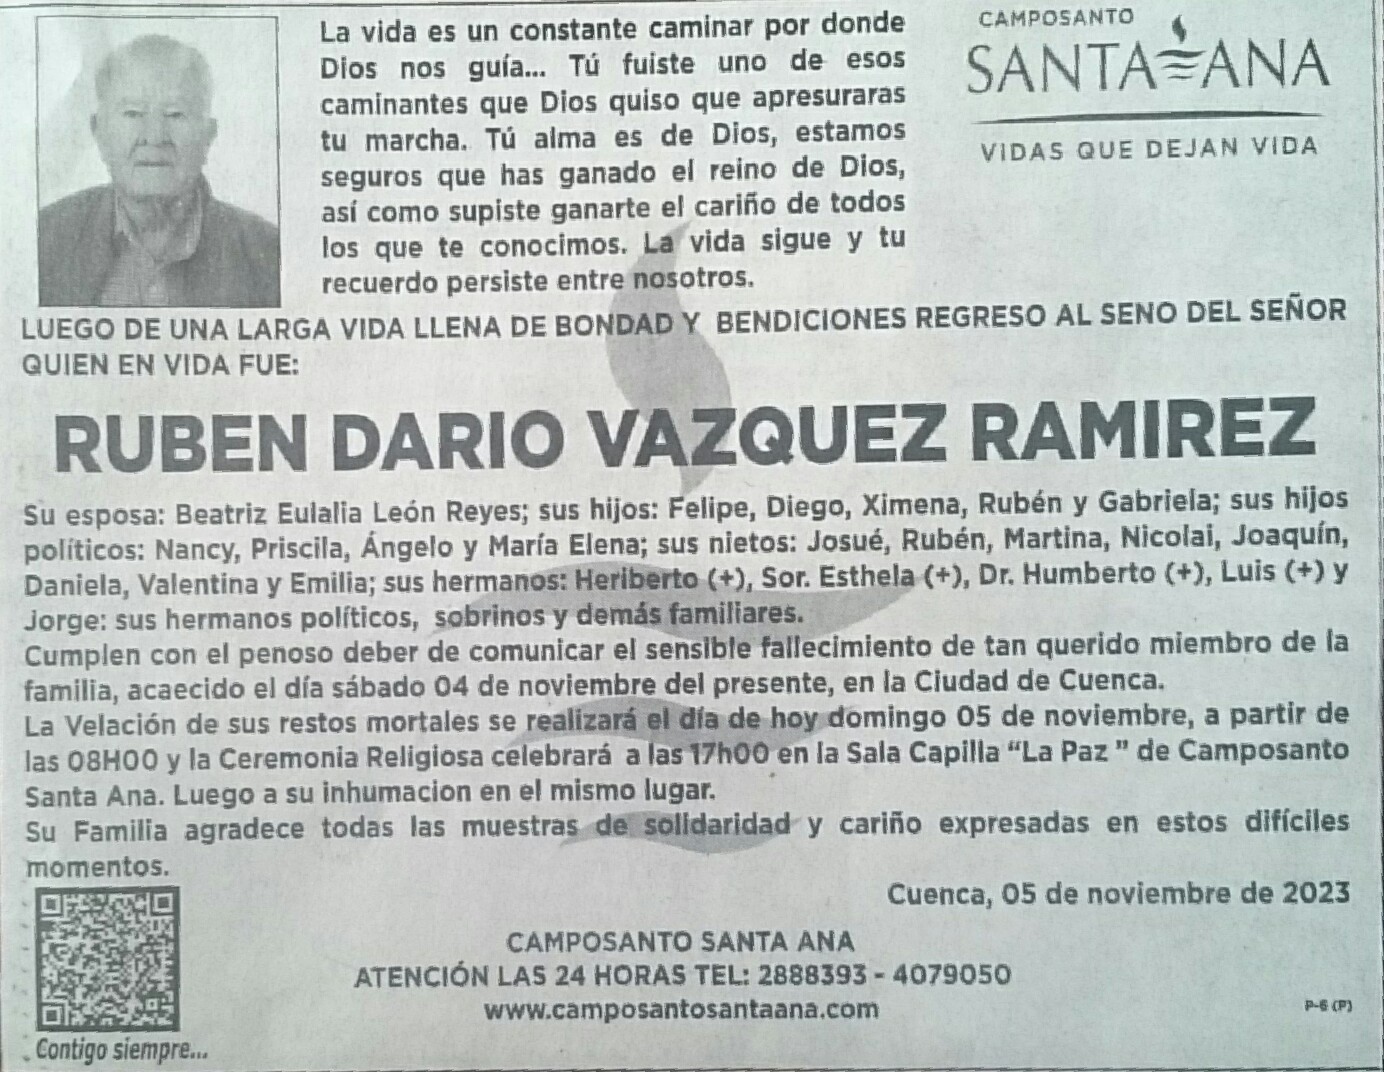 La vida es un constante caminar por donde
Dios nos guía... Tú fuiste uno de esos
caminantes que Dios quiso que apresuraras
tu marcha. Tú alma es de Dios, estamos
seguros que has ganado el reino de Dios,
así como supiste ganarte el cariño de todos
los que te conocimos. La vida sigue y tu
recuerdo persiste entre nosotros.
CAMPOSANTO
SANTA ANA
VIDAS QUE DEJAN VIDA
LUEGO DE UNA LARGA VIDA LLENA DE BONDAD Y BENDICIONES REGRESO AL SENO DEL SEÑOR
QUIEN EN VIDA FUE:
RUBEN DARIO VAZQUEZ RAMIREZ
Su esposa: Beatriz Eulalia León Reyes; sus hijos: Felipe, Diego, Ximena, Rubén y Gabriela; sus hijos
políticos: Nancy, Priscila, Ángelo y María Elena; sus nietos: Josué, Rubén, Martina, Nicolai, Joaquín,
Daniela, Valentina y Emilia; sus hermanos: Heriberto (+), Sor. Esthela (+), Dr. Humberto (+), Luis (+) y
Jorge: sus hermanos políticos, sobrinos y demás familiares.
Cumplen con el penoso deber de comunicar el sensible fallecimiento de tan querido miembro de la
familia, acaecido el día sábado 04 de noviembre del presente, en la Ciudad de Cuenca.
La Velación de sus restos mortales se realizará el día de hoy domingo 05 de noviembre, a partir de
las 08H00 y la Ceremonia Religiosa celebrará a las 17h00 en la Sala Capilla “La Paz ” de Camposanto
Santa Ana. Luego a su inhumacion en el mismo lugar.
Su Familia agradece todas las muestras de solidaridad y cariño expresadas en estos difíciles
momentos.
Cuenca, 05 de noviembre de 2023
CAMPOSANTO SANTA ANA
ATENCIÓN LAS 24 HORAS TEL: 2888393 - 4079050
www.camposantosantaana.com
P-6 (P)
Contigo siempre...